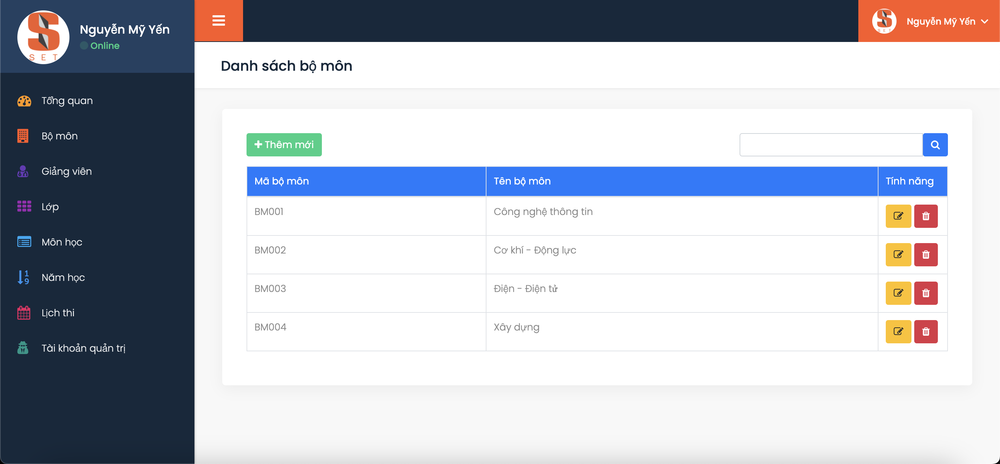 SET
Nguyễn Mỹ Yến
Online
SET
Nguyễn Mỹ Yến
Tổng quan
Bộ môn
Giảng viên
Lớp
Môn học
Năm học
Lịch thi
Tài khoản quản trị
Danh sách bộ môn
Thêm mới
Mã bộ môn Tên bộ môn Tính năng
BM001 Công nghệ thông tin
BM002 Cơ khí - Động lực
BM003 Điện - Điện tử
BM004 Xây dựng